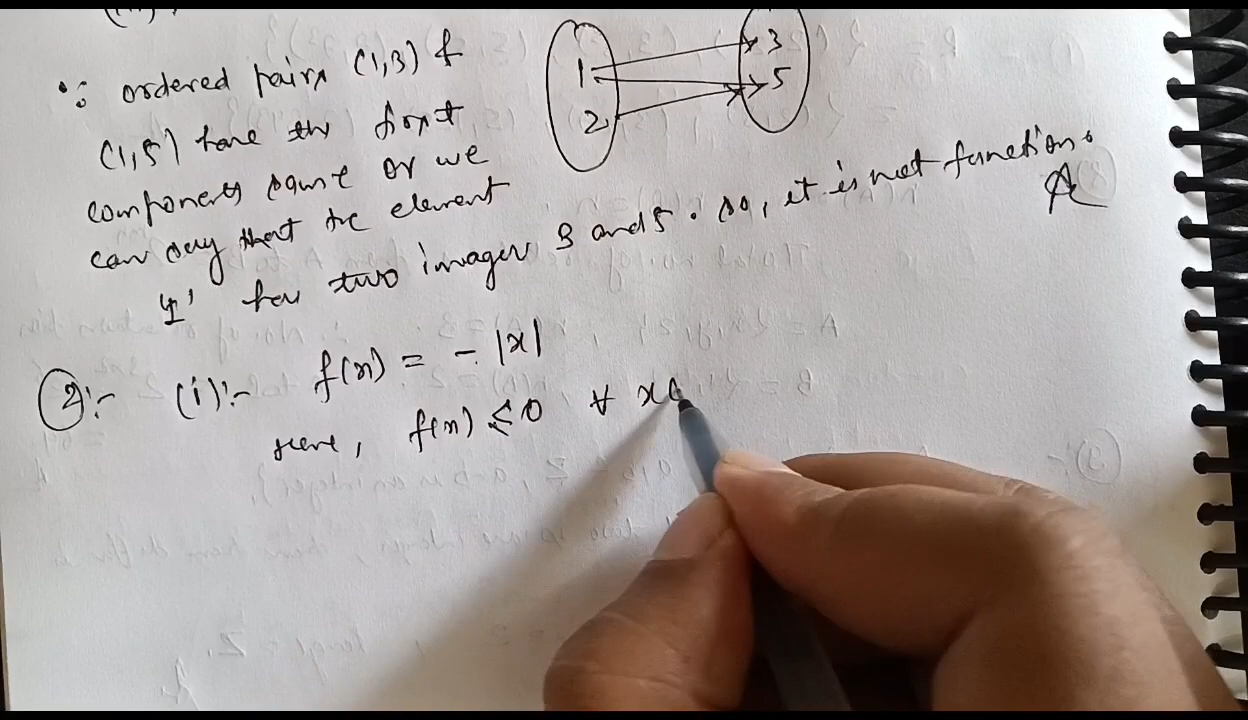 ∵ ordered pairs (1,3) &
(1,5) have the first
components same or we
can say that the element
'1' has two images 3 and 5. so, it is not function.
1
2
3
5
2:- (i):- f(x) = - |x|
Here, f(x) ≤ 0 ∀ x